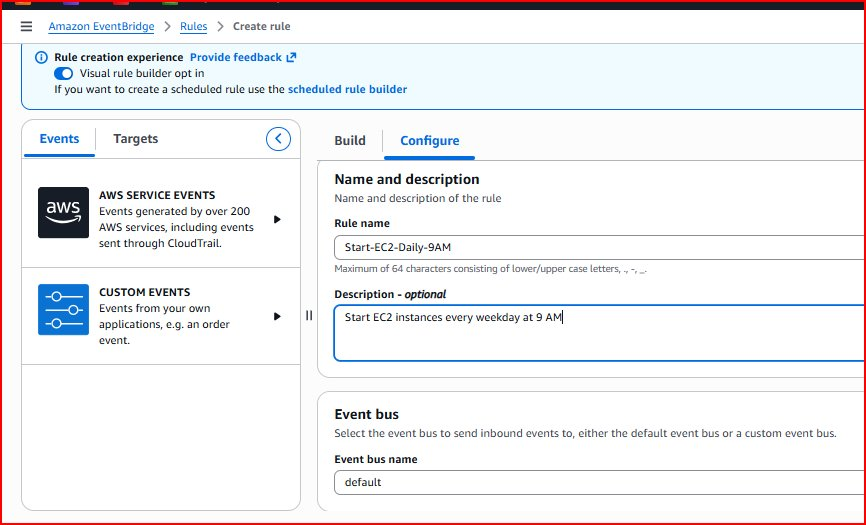 Amazon EventBridge > Rules > Create rule
Rule creation experience Provide feedback
Visual rule builder opt in
If you want to create a scheduled rule use the scheduled rule builder
Events
Targets
aws
AWS SERVICE EVENTS
Events generated by over 200
AWS services, including events
sent through CloudTrail.
CUSTOM EVENTS
Events from your own
applications, e.g. an order
event.
Build
Configure
Name and description
Name and description of the rule
Rule name
Start-EC2-Daily-9AM
Maximum of 64 characters consisting of lower/upper case letters, ., -, _.
Description - optional
Start EC2 instances every weekday at 9 AM
Event bus
Select the event bus to send inbound events to, either the default event bus or a custom event bus.
Event bus name
default